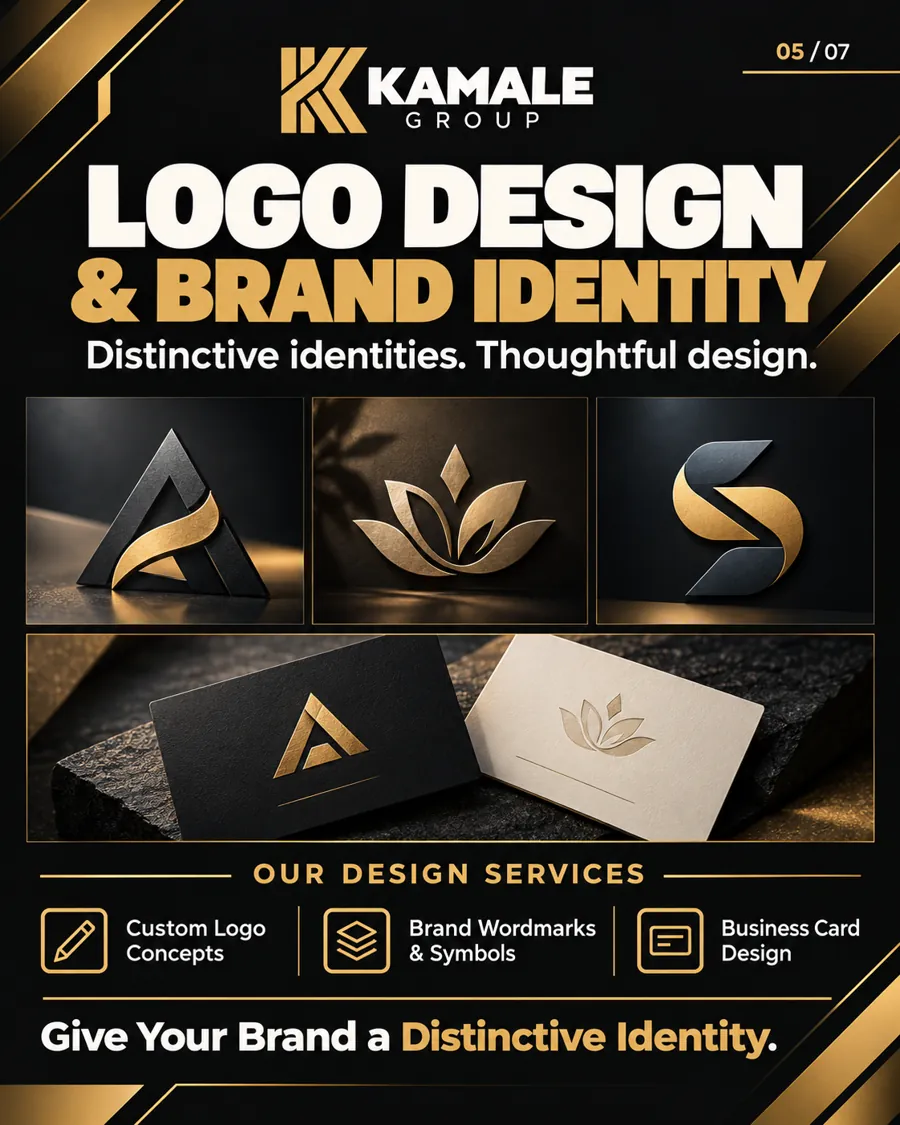 05 / 07
KAMALE
GROUP
LOGO DESIGN
& BRAND IDENTITY
Distinctive identities. Thoughtful design.
OUR DESIGN SERVICES
Custom Logo
Concepts
Brand Wordmarks
& Symbols
Business Card
Design
Give Your Brand a Distinctive Identity.